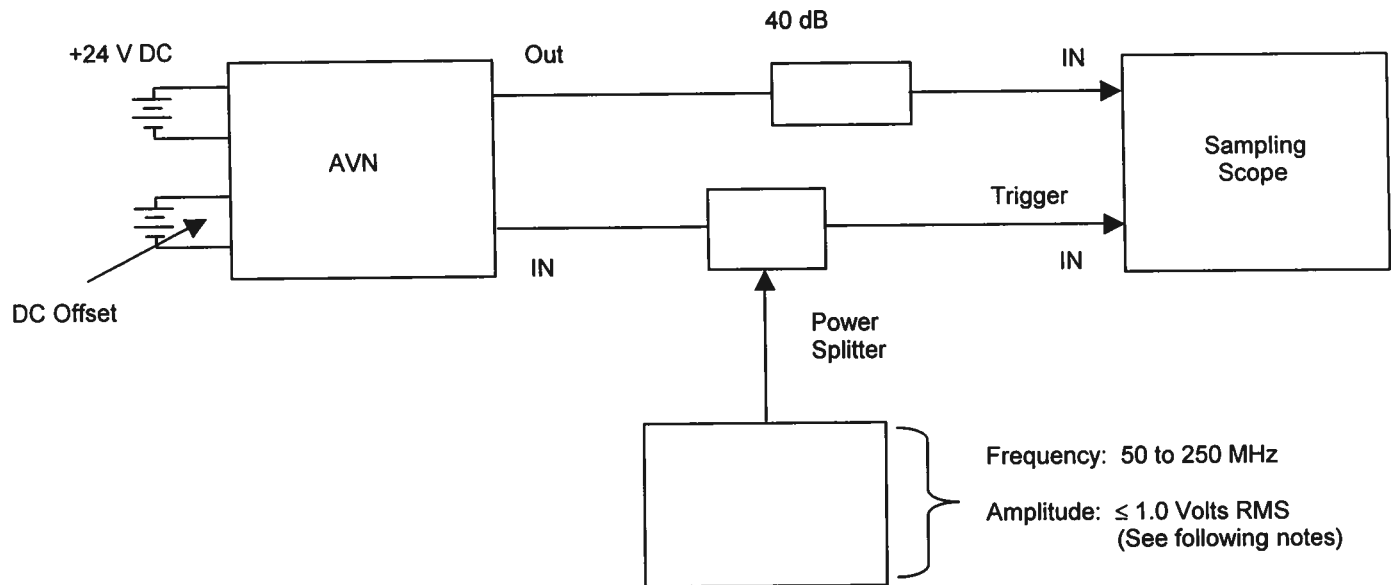 40 dB
+24 V DC
Out
IN
AVN
Sampling
Scope
Trigger
IN
IN
DC Offset
Power
Splitter
Frequency: 50 to 250 MHz
Amplitude: ≤ 1.0 Volts RMS
(See following notes)